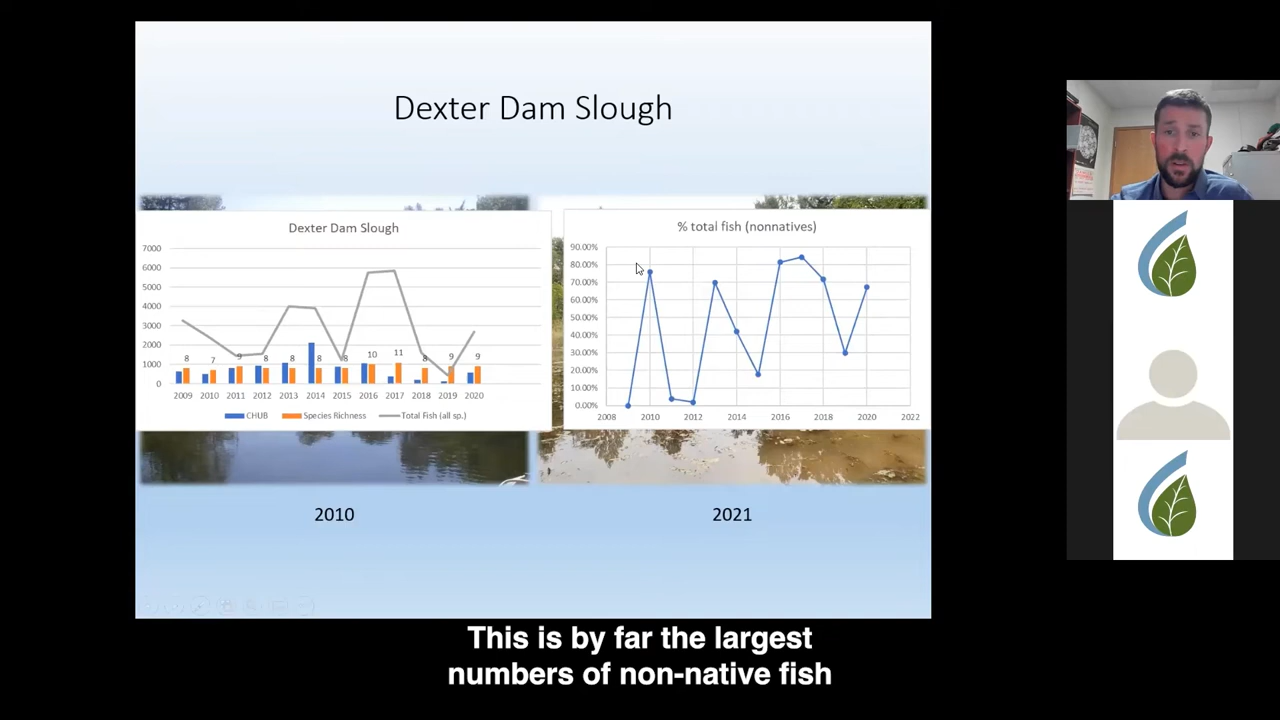 Dexter Dam Slough
Dexter Dam Slough
7000
6000
5000
4000
3000
2000
1000
0
8 7 9 8 8 8 8 10 11 8 9 9
2009 2010 2011 2012 2013 2014 2015 2016 2017 2018 2019 2020
CHUB Species Richness Total Fish (all sp.)
% total fish (nonnatives)
90.00%
80.00%
70.00%
60.00%
50.00%
40.00%
30.00%
20.00%
10.00%
0.00%
2008 2010 2012 2014 2016 2018 2020 2022
2010
2021
This is by far the largest
numbers of non-native fish